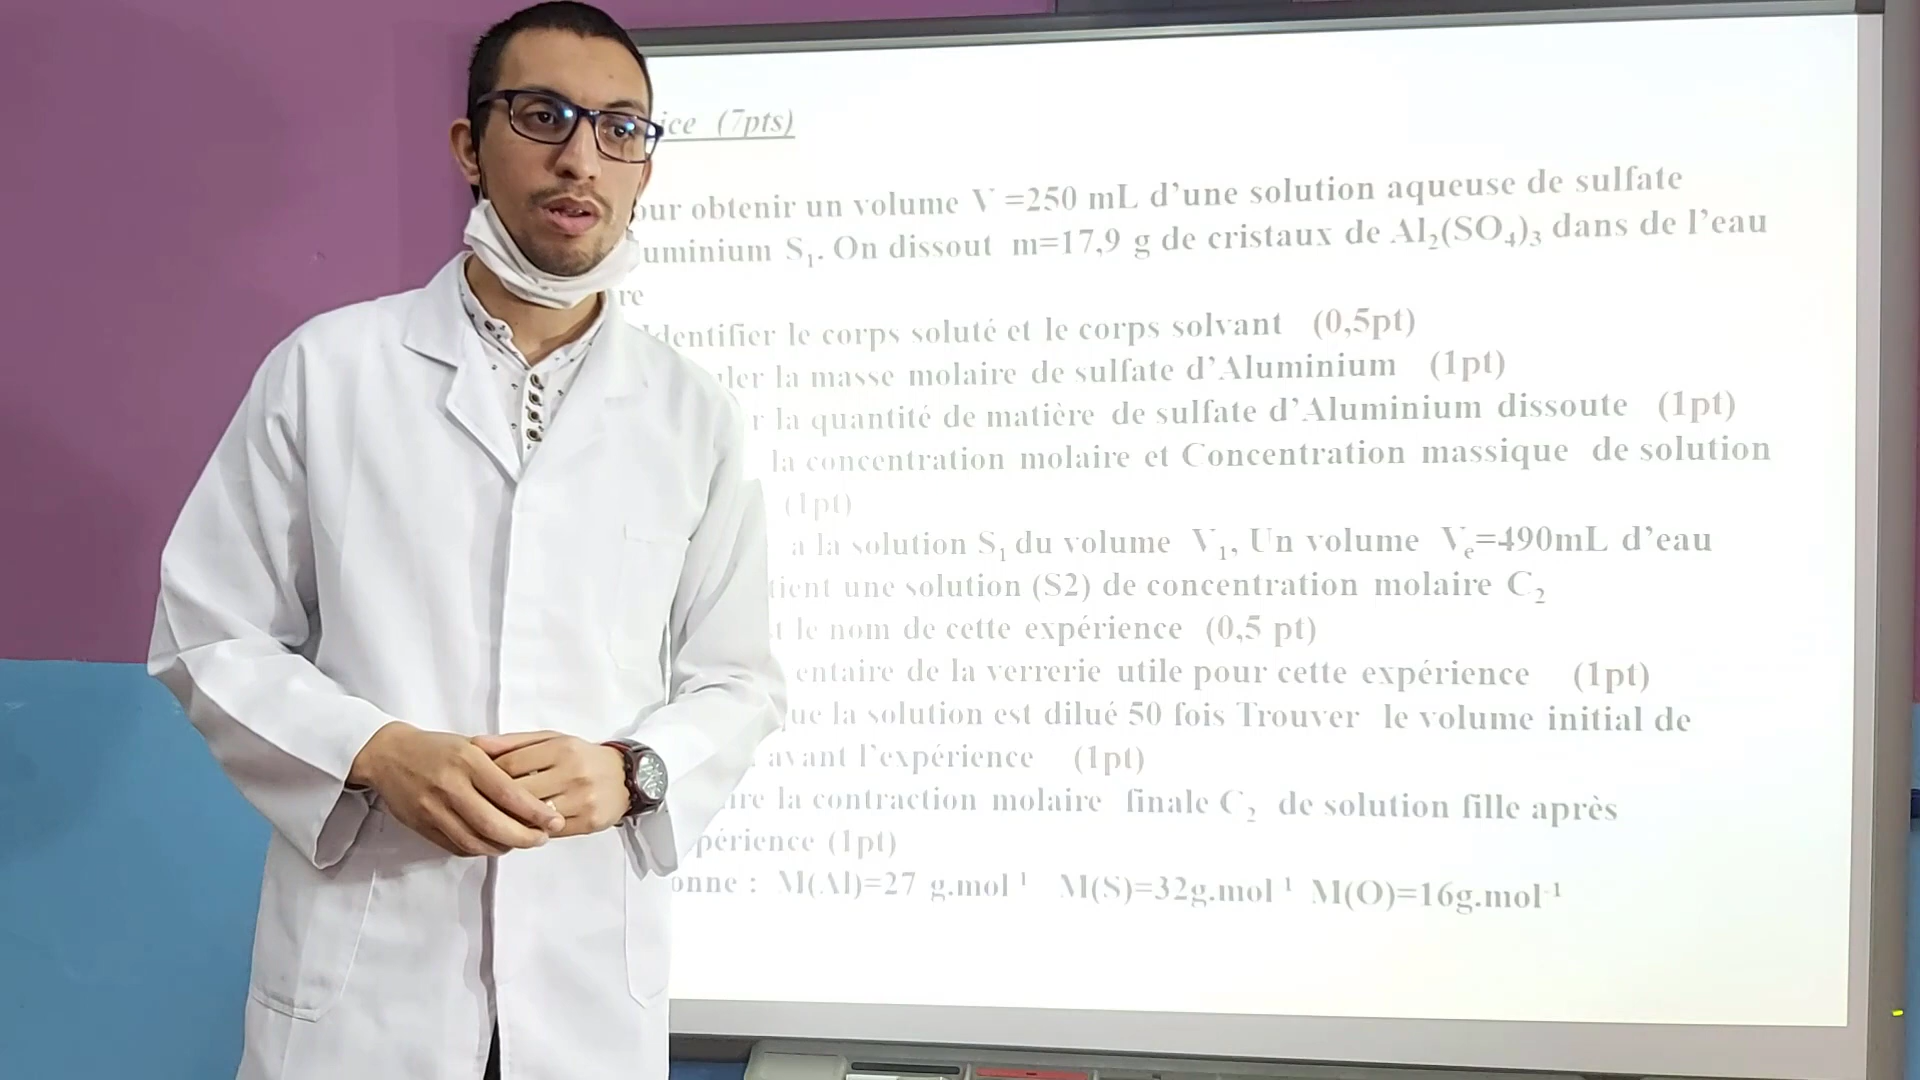 ice (7pts)
our obtenir un volume V =250 mL d’une solution aqueuse de sulfate
uminium S₁. On dissout m=17,9 g de cristaux de Al₂(SO₄)₃ dans de l’eau
re
dentifier le corps soluté et le corps solvant (0,5pt)
uler la masse molaire de sulfate d’Aluminium (1pt)
r la quantité de matière de sulfate d’Aluminium dissoute (1pt)
la concentration molaire et Concentration massique de solution
(1pt)
a la solution S₁ du volume V₁, Un volume Vₑ=490mL d’eau
tient une solution (S2) de concentration molaire C₂
t le nom de cette expérience (0,5 pt)
entaire de la verrerie utile pour cette expérience (1pt)
ue la solution est dilué 50 fois Trouver le volume initial de
avant l’expérience (1pt)
ire la contraction molaire finale C₂ de solution fille après
périence (1pt)
onne : M(Al)=27 g.mol⁻¹ M(S)=32g.mol⁻¹ M(O)=16g.mol⁻¹